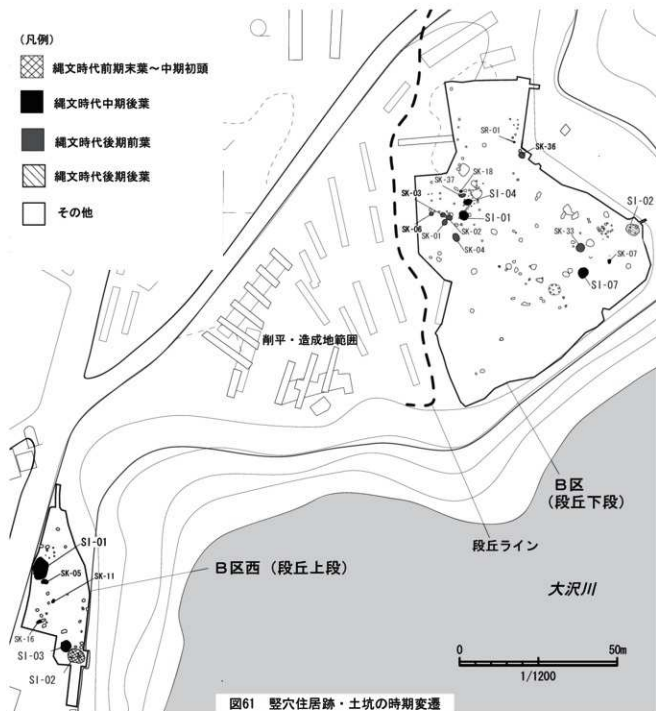 (凡例)
縄文時代前期末葉～中期初頭
縄文時代中期後葉
縄文時代後期前葉
縄文時代後期後葉
その他
SR-01
SK-36
SK-18
SK-37
SK-03
SI-04
SI-02
SI-01
SK-06
SK-02
SK-01
SK-33
SK-04
SK-07
SI-07
削平・造成地範囲
B区
(段丘下段)
段丘ライン
SI-01
B区西 (段丘上段)
SK-05
SK-11
大沢川
SK-16
SI-03
SI-02
0 50m
1/1200
図61 竪穴住居跡・土坑の時期変遷